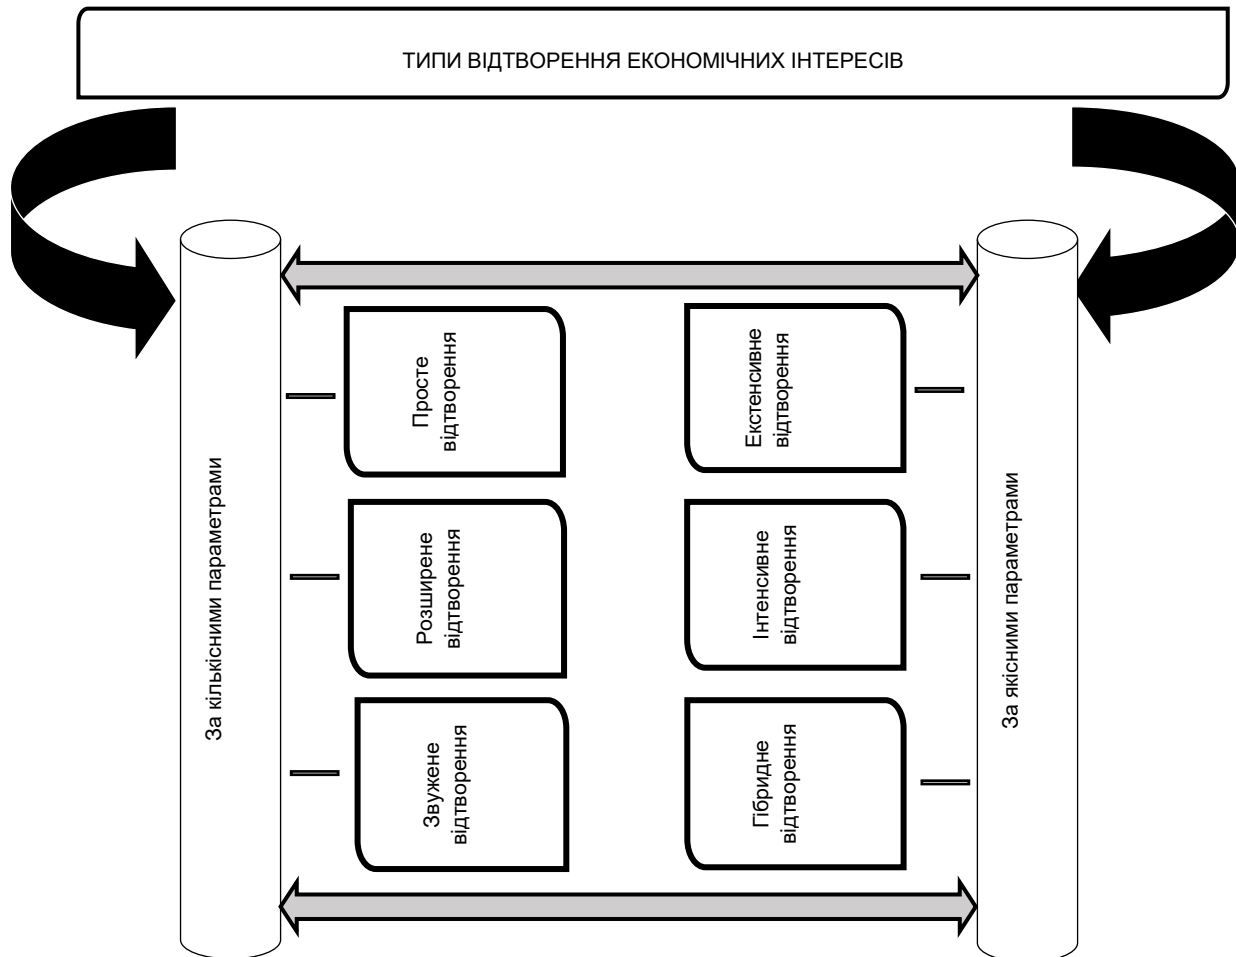 ТИПИ ВІДТВОРЕННЯ ЕКОНОМІЧНИХ ІНТЕРЕСІВ
За кількісними параметрами
Просте
відтворення
Розширене
відтворення
Звужене
відтворення
Екстенсивне
відтворення
Інтенсивне
відтворення
Гібридне
відтворення
За якісними параметрами